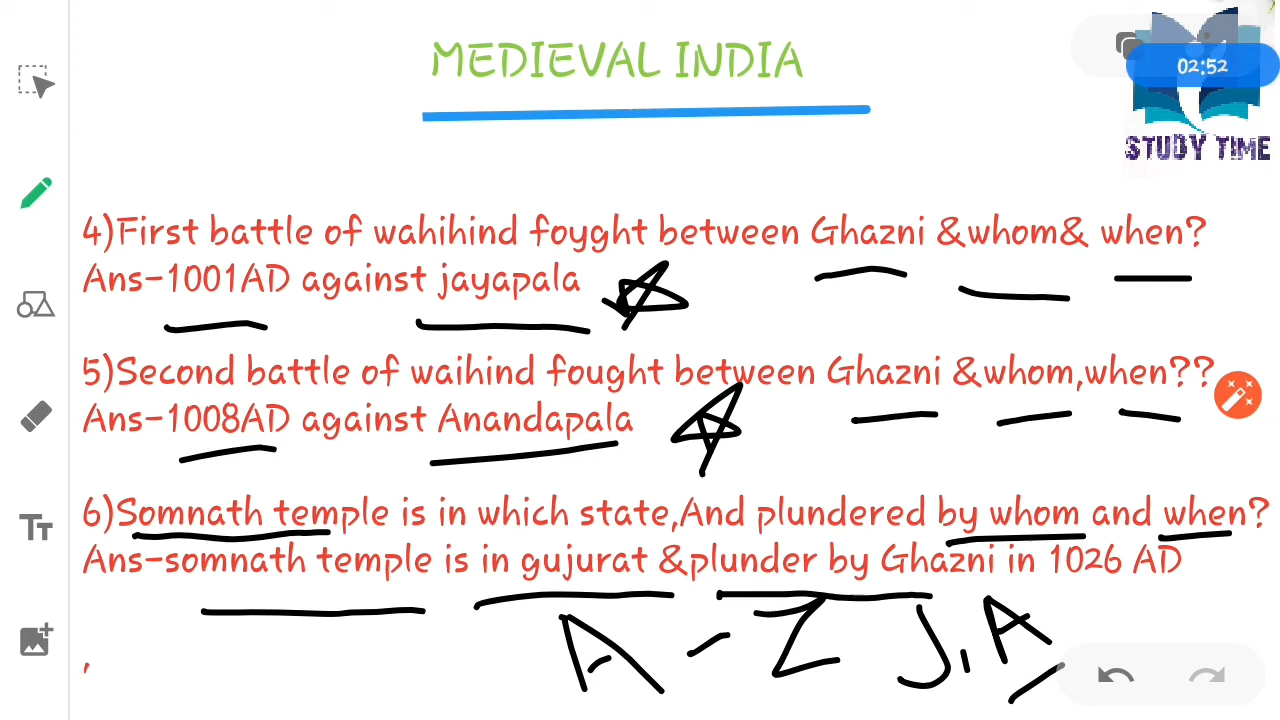 MEDIEVAL INDIA
02:52
STUDY TIME
4)First battle of wahihind foyght between Ghazni &whom& when?
Ans-1001AD against jayapala
5)Second battle of waihind fought between Ghazni &whom,when??
Ans-1008AD against Anandapala
6)Somnath temple is in which state,And plundered by whom and when?
Ans-somnath temple is in gujurat &plunder by Ghazni in 1026 AD
A - Z J, A
Tт